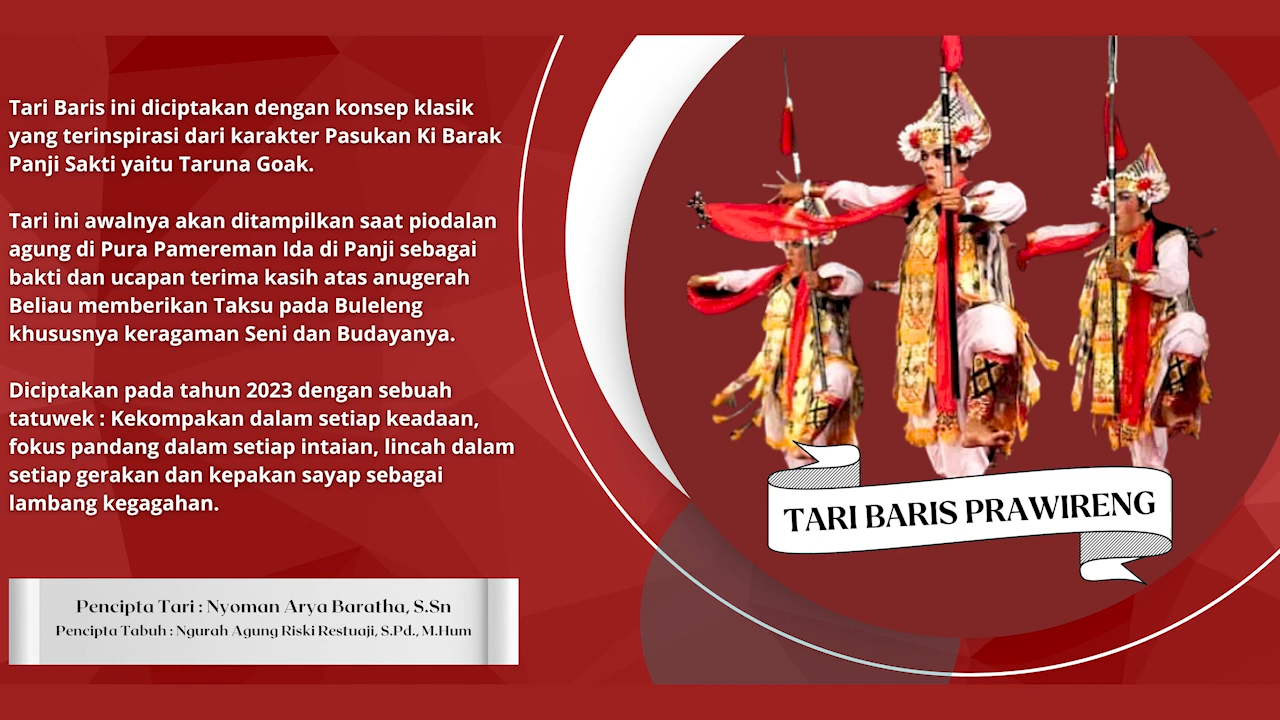 Tari Baris ini diciptakan dengan konsep klasik
yang terinspirasi dari karakter Pasukan Ki Barak
Panji Sakti yaitu Taruna Goak.
Tari ini awalnya akan ditampilkan saat piodalan
agung di Pura Pamereman Ida di Panji sebagai
bakti dan ucapan terima kasih atas anugerah
Beliau memberikan Taksu pada Buleleng
khususnya keragaman Seni dan Budayanya.
Diciptakan pada tahun 2023 dengan sebuah
tatuwek : Kekompakan dalam setiap keadaan,
fokus pandang dalam setiap intaian, lincah dalam
setiap gerakan dan kepakan sayap sebagai
lambang kegagahan.
Pencipta Tari : Nyoman Arya Baratha, S.Sn
Pencipta Tabuh : Ngurah Agung Riski Restuaji, S.Pd., M.Hum
TARI BARIS PRAWIRENG